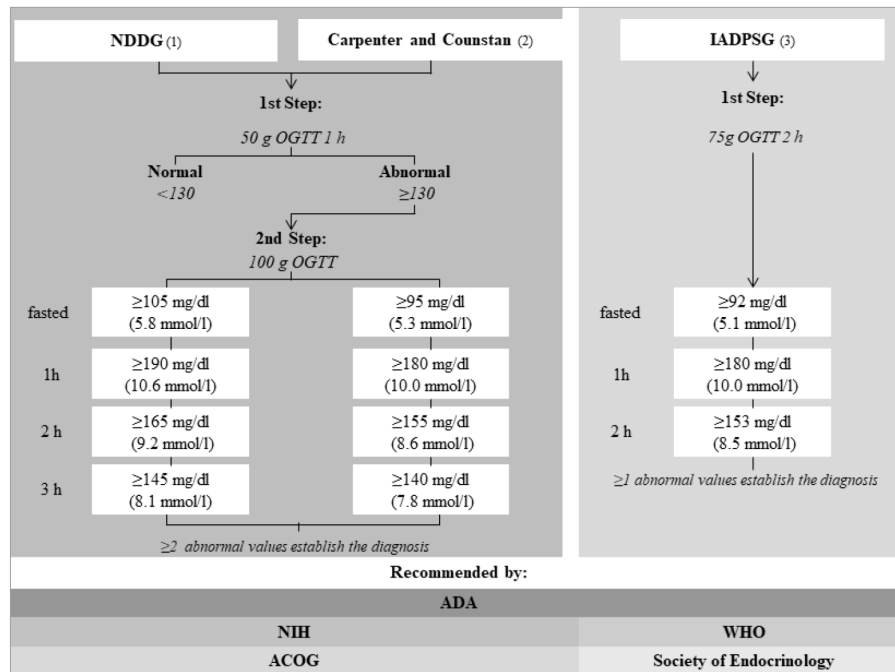 NDDG (1)
Carpenter and Counstan (2)
IADPSG (3)
1st Step:
50 g OGTT 1 h
Normal
<130
Abnormal
≥130
2nd Step:
100 g OGTT
1st Step:
75g OGTT 2 h
fasted
≥105 mg/dl
(5.8 mmol/l)
≥95 mg/dl
(5.3 mmol/l)
fasted
≥92 mg/dl
(5.1 mmol/l)
1h
≥190 mg/dl
(10.6 mmol/l)
≥180 mg/dl
(10.0 mmol/l)
1h
≥180 mg/dl
(10.0 mmol/l)
2 h
≥165 mg/dl
(9.2 mmol/l)
≥155 mg/dl
(8.6 mmol/l)
2 h
≥153 mg/dl
(8.5 mmol/l)
3 h
≥145 mg/dl
(8.1 mmol/l)
≥140 mg/dl
(7.8 mmol/l)
≥1 abnormal values establish the diagnosis
≥2 abnormal values establish the diagnosis
Recommended by:
ADA
NIH
WHO
ACOG
Society of Endocrinology